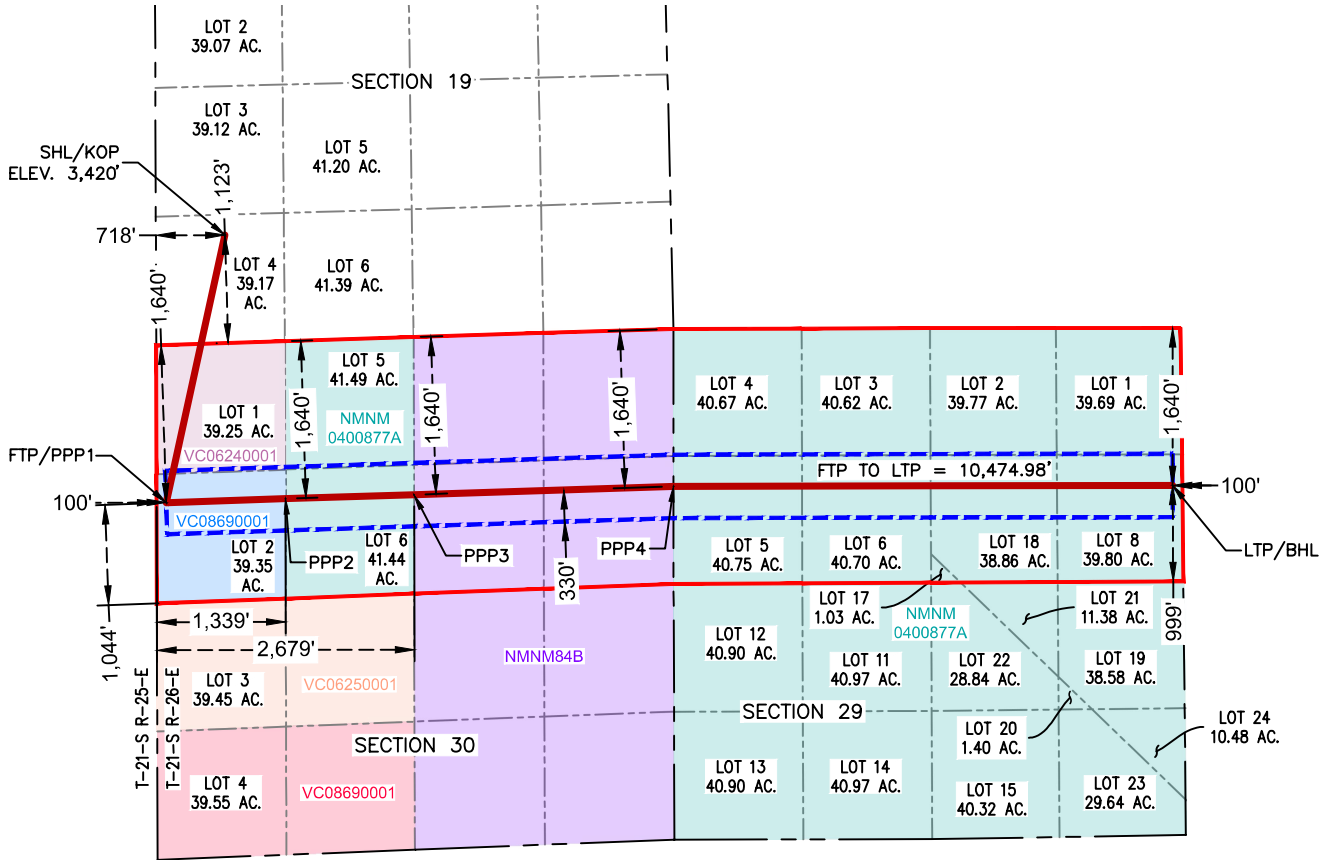 LOT 2
39.07 AC.
SECTION 19
LOT 3
39.12 AC.
SHL/KOP
ELEV. 3,420'
1,123'
LOT 5
41.20 AC.
718'
LOT 4
39.17
AC.
LOT 6
41.39 AC.
1,640'
LOT 5
41.49 AC.
LOT 1
39.25 AC.
1,640'
NMNM
0400877A
1,640'
1,640'
LOT 4
40.67 AC.
LOT 3
40.62 AC.
LOT 2
39.77 AC.
LOT 1
39.69 AC.
1,640'
FTP/PPP1
VC06240001
FTP TO LTP = 10,474.98'
100'
100'
VC08690001
LOT 2
39.35
AC.
PPP2
LOT 6
41.44
AC.
PPP3
PPP4
330'
LOT 5
40.75 AC.
LOT 6
40.70 AC.
LOT 18
38.86 AC.
LOT 8
39.80 AC.
LTP/BHL
LOT 17
1.03 AC.
NMNM
0400877A
LOT 21
11.38 AC.
999'
1,339'
1,044'
2,679'
LOT 12
40.90 AC.
NMNM84B
LOT 11
40.97 AC.
LOT 22
28.84 AC.
LOT 19
38.58 AC.
T-21-S R-25-E
T-21-S R-26-E
LOT 3
39.45 AC.
VC06250001
SECTION 29
LOT 20
1.40 AC.
LOT 24
10.48 AC.
SECTION 30
LOT 4
39.55 AC.
VC08690001
LOT 13
40.90 AC.
LOT 14
40.97 AC.
LOT 15
40.32 AC.
LOT 23
29.64 AC.